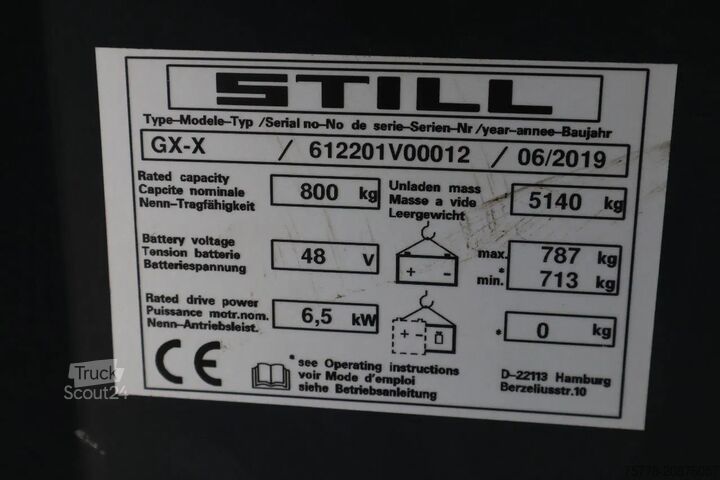 STILL
Type-Modele-Typ /Serial no-No de serie-Serien-Nr /year-annee-Baujahr
GX-X / 612201V00012 / 06/2019
Rated capacity
Capcite nominale
Nenn-Tragfähigkeit
800 kg
Unladen mass
Masse a vide
Leergewicht
5140 kg
Battery voltage
Tension batterie
Batteriespannung
48 V
+ -
max. 787 kg
* min. 713 kg
Rated drive power
Puissance motr.nom.
Nenn-Antriebsleist.
6,5 kW
+ -
* 0 kg
CE
*see Operating instructions
voir Mode d'emploi
siehe Betriebsanleitung
D-22113 Hamburg
Berzeliusstr.10
Truck
Scout24